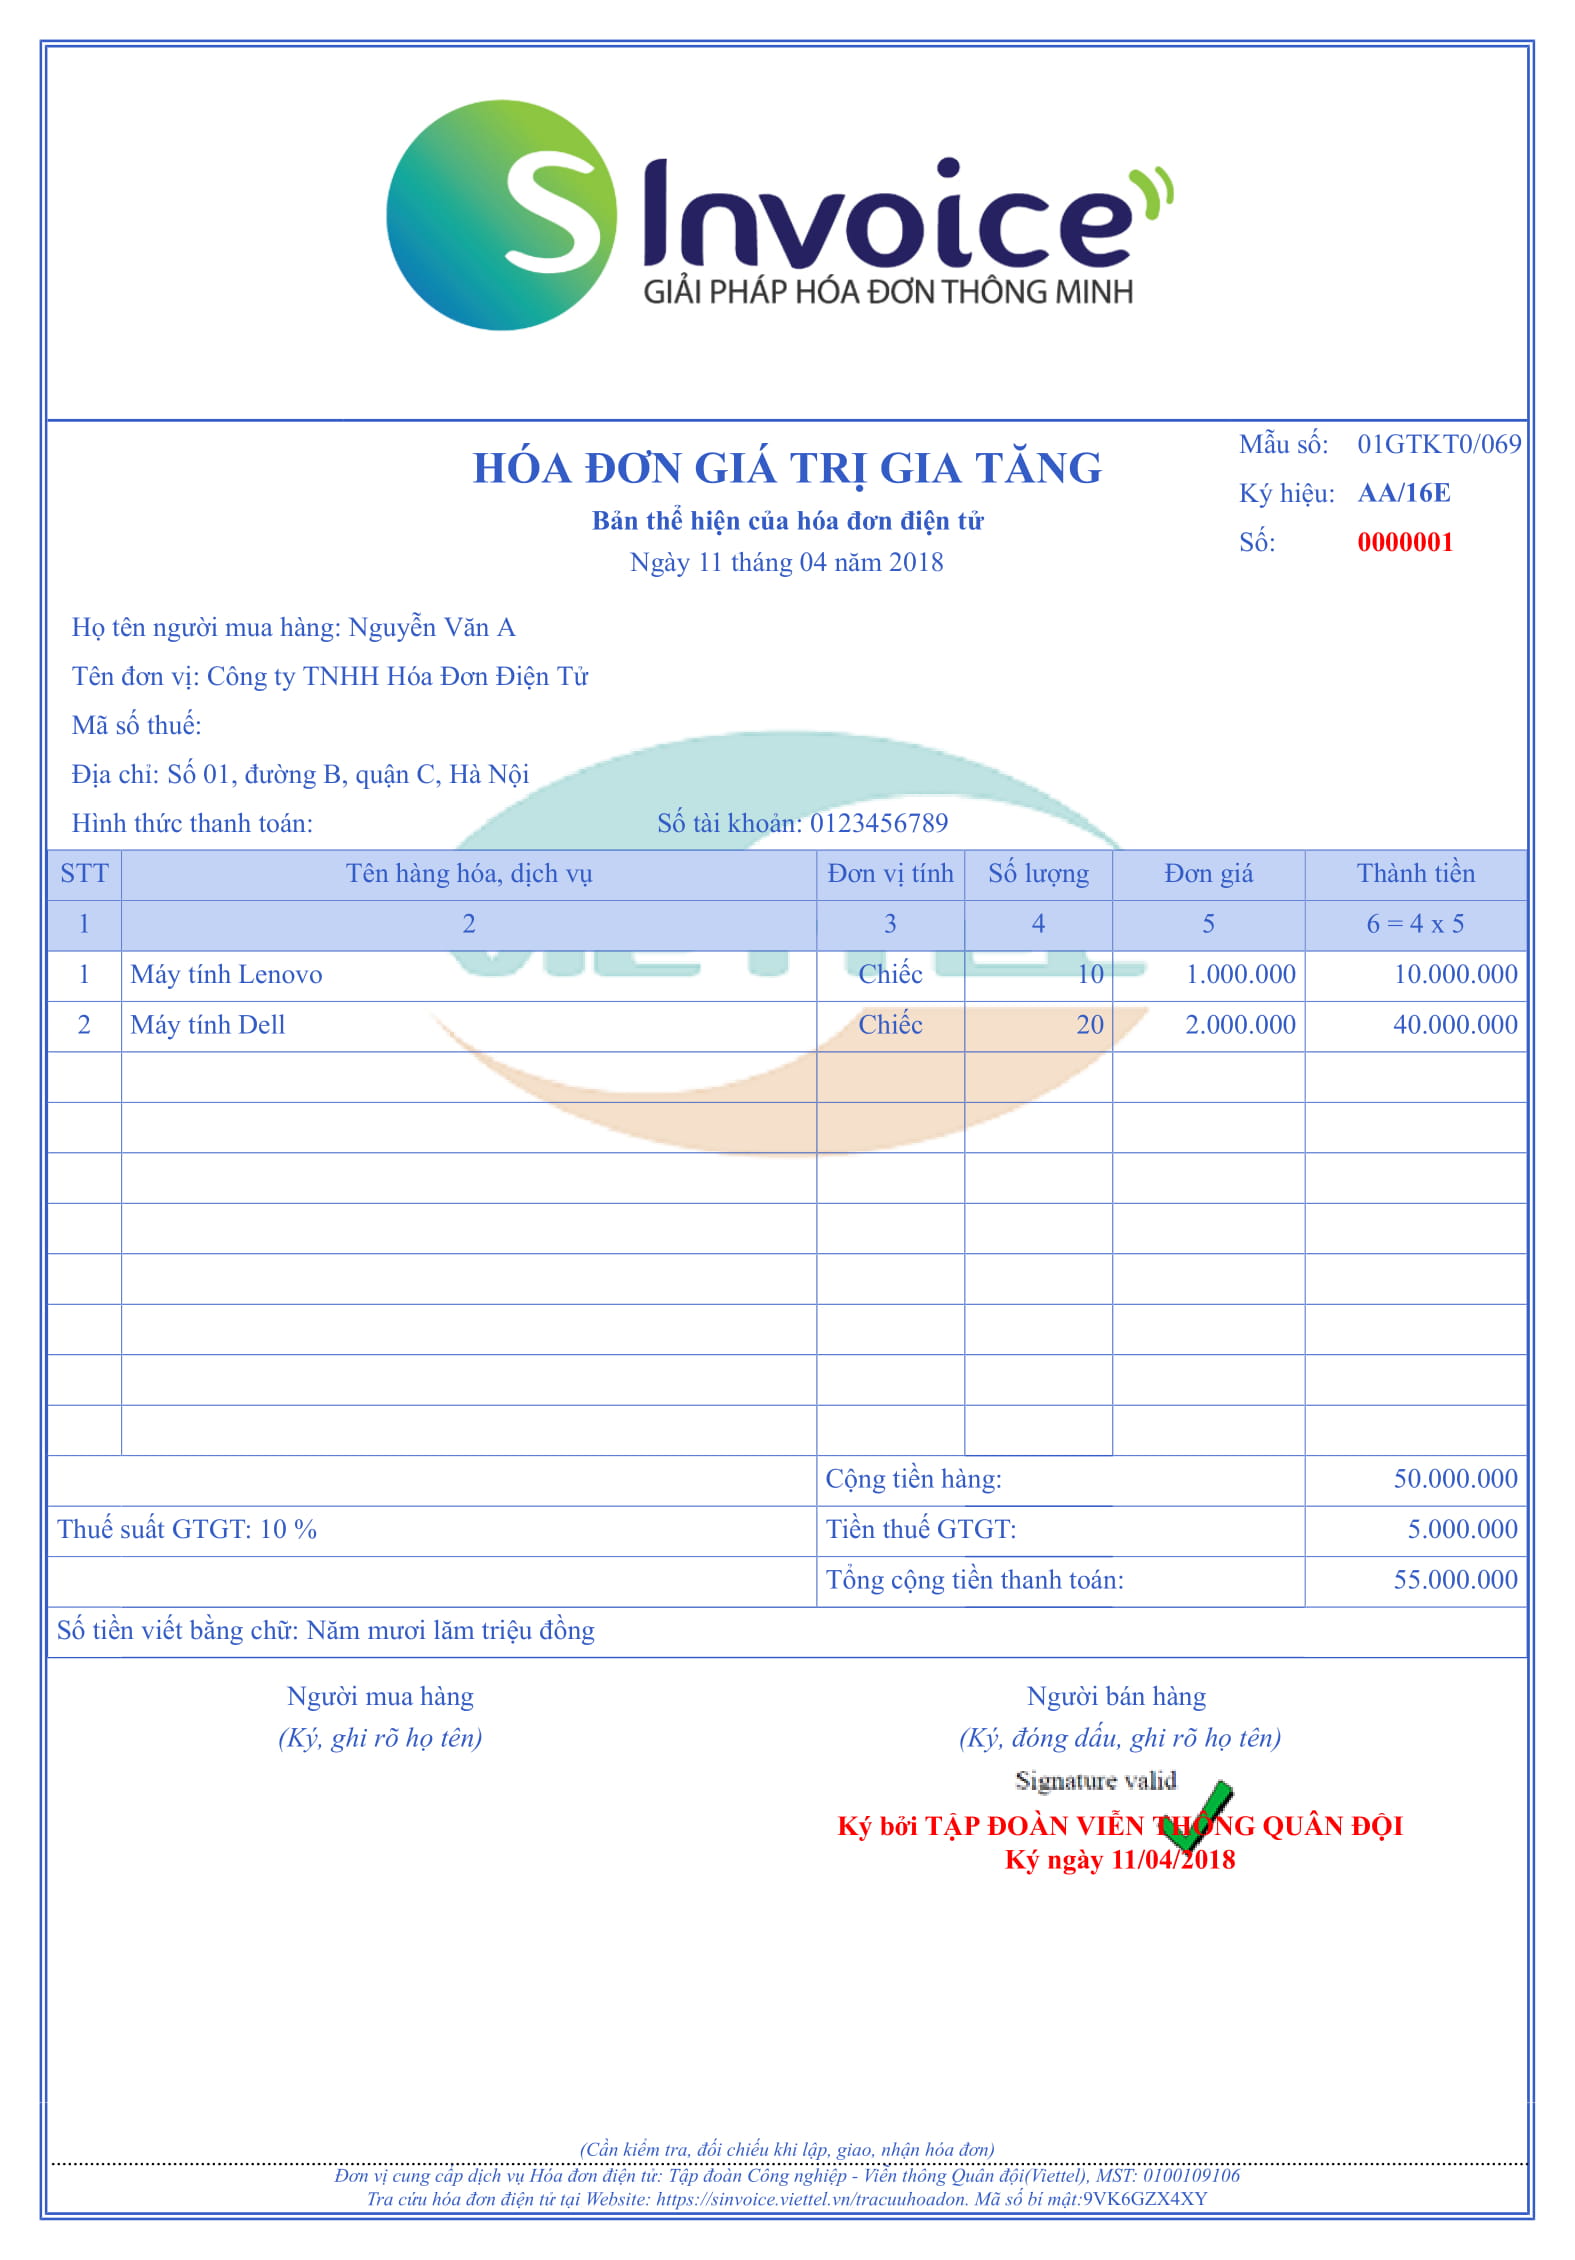 S Invoice
GIẢI PHÁP HÓA ĐƠN THÔNG MINH
HÓA ĐƠN GIÁ TRỊ GIA TĂNG
Bản thể hiện của hóa đơn điện tử
Ngày 11 tháng 04 năm 2018
Mẫu số: 01GTKT0/069
Ký hiệu: AA/16E
Số: 0000001
Họ tên người mua hàng: Nguyễn Văn A
Tên đơn vị: Công ty TNHH Hóa Đơn Điện Tử
Mã số thuế:
Địa chỉ: Số 01, đường B, quận C, Hà Nội
Hình thức thanh toán: Số tài khoản: 0123456789
STT Tên hàng hóa, dịch vụ Đơn vị tính Số lượng Đơn giá Thành tiền
1 2 3 4 5 6 = 4 x 5
VIETTEL
1 Máy tính Lenovo Chiếc 10 1.000.000 10.000.000
2 Máy tính Dell Chiếc 20 2.000.000 40.000.000
Cộng tiền hàng: 50.000.000
Thuế suất GTGT: 10 % Tiền thuế GTGT: 5.000.000
Tổng cộng tiền thanh toán: 55.000.000
Số tiền viết bằng chữ: Năm mươi lăm triệu đồng
Người mua hàng Người bán hàng
(Ký, ghi rõ họ tên) (Ký, đóng dấu, ghi rõ họ tên)
Signature valid
Ký bởi TẬP ĐOÀN VIỄN THÔNG QUÂN ĐỘI
Ký ngày 11/04/2018
(Cần kiểm tra, đối chiếu khi lập, giao, nhận hóa đơn)
Đơn vị cung cấp dịch vụ Hóa đơn điện tử: Tập đoàn Công nghiệp - Viễn thông Quân đội(Viettel), MST: 0100109106
Tra cứu hóa đơn điện tử tại Website: https://sinvoice.viettel.vn/tracuuhoadon. Mã số bí mật:9VK6GZX4XY